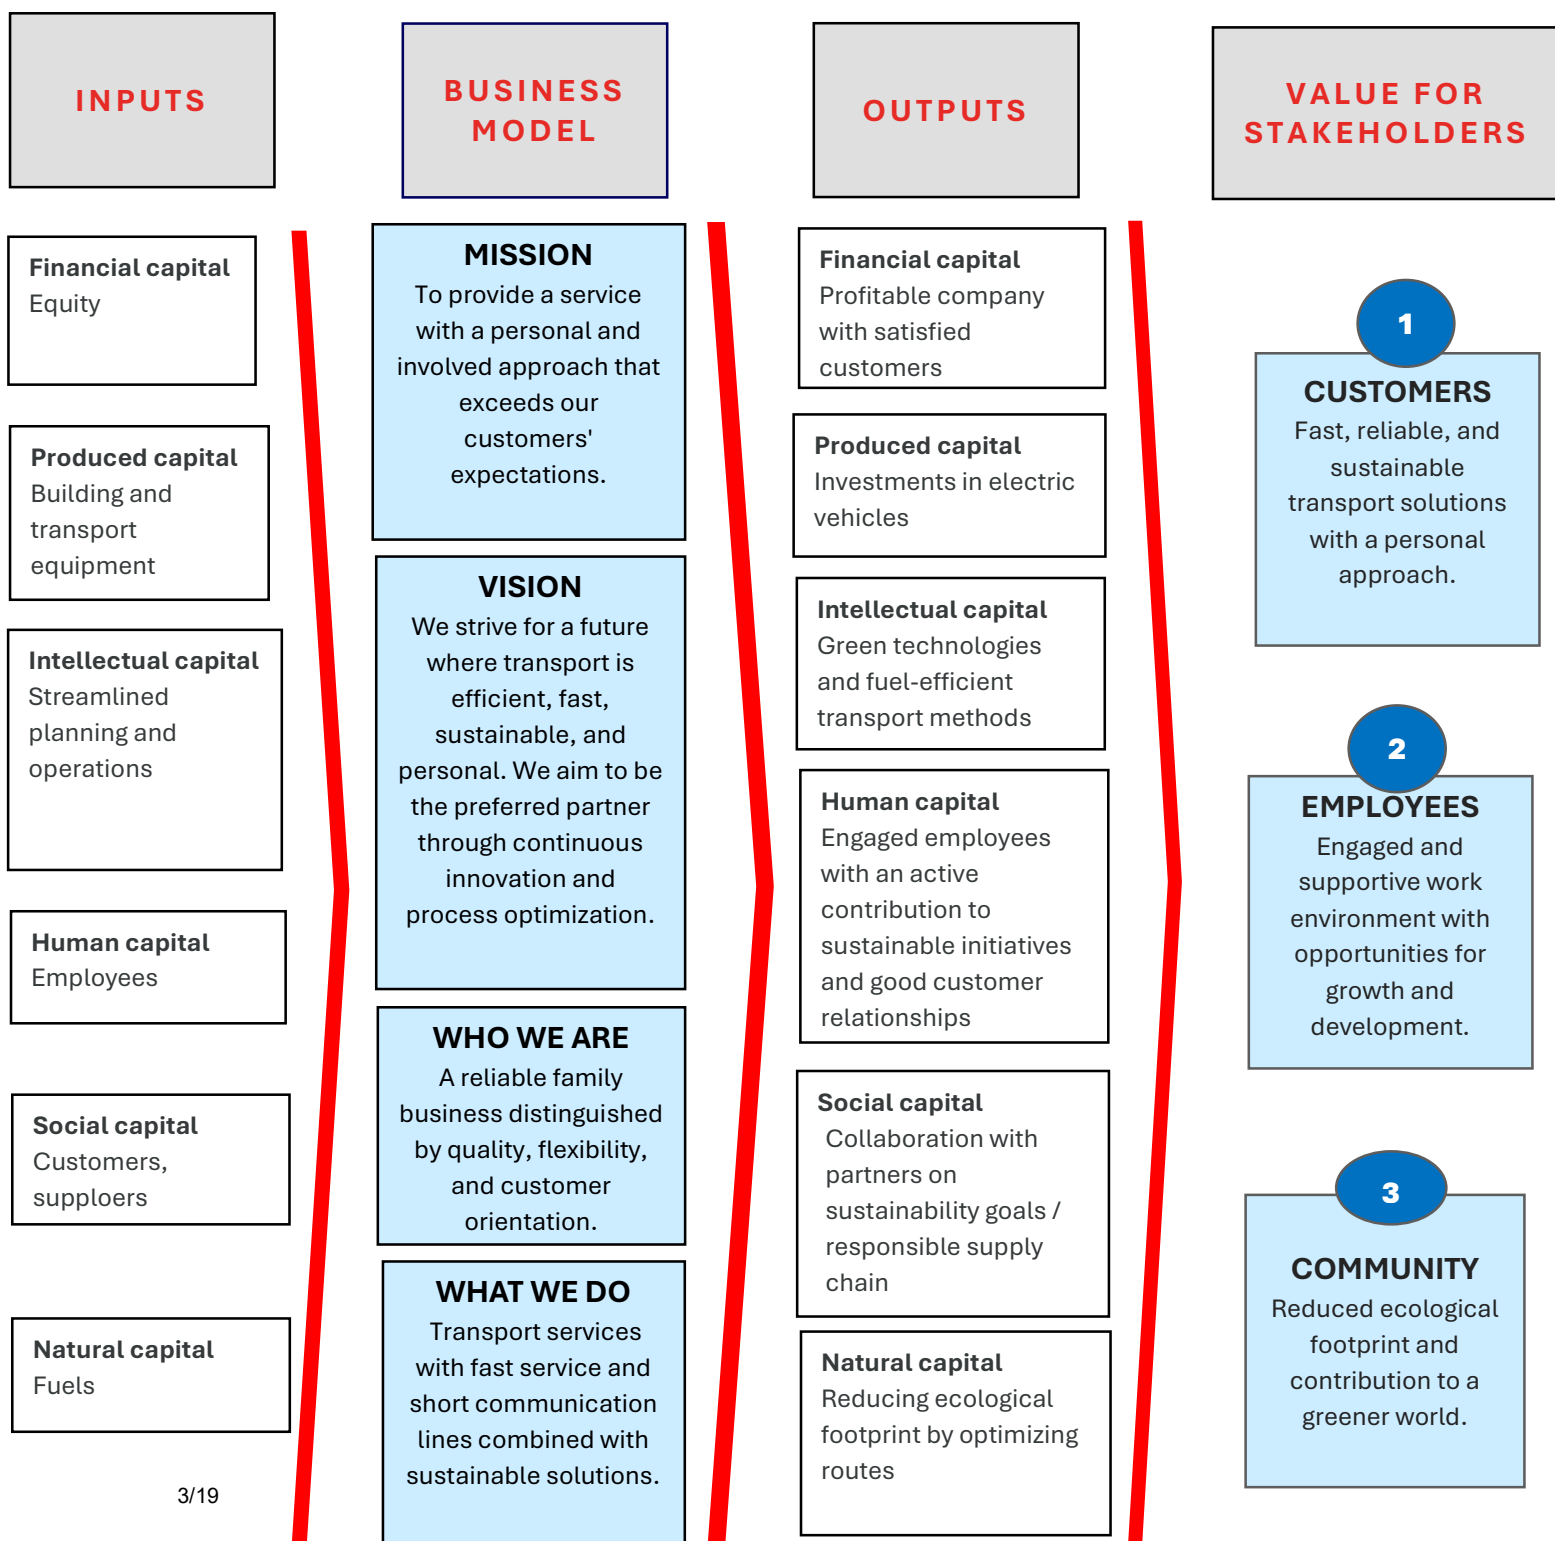 INPUTS
BUSINESS
MODEL
OUTPUTS
VALUE FOR
STAKEHOLDERS
Financial capital
Equity
Produced capital
Building and
transport
equipment
Intellectual capital
Streamlined
planning and
operations
Human capital
Employees
Social capital
Customers,
supploers
Natural capital
Fuels
MISSION
To provide a service
with a personal and
involved approach that
exceeds our
customers'
expectations.
VISION
We strive for a future
where transport is
efficient, fast,
sustainable, and
personal. We aim to be
the preferred partner
through continuous
innovation and
process optimization.
WHO WE ARE
A reliable family
business distinguished
by quality, flexibility,
and customer
orientation.
WHAT WE DO
Transport services
with fast service and
short communication
lines combined with
sustainable solutions.
Financial capital
Profitable company
with satisfied
customers
Produced capital
Investments in electric
vehicles
Intellectual capital
Green technologies
and fuel-efficient
transport methods
Human capital
Engaged employees
with an active
contribution to
sustainable initiatives
and good customer
relationships
Social capital
Collaboration with
partners on
sustainability goals /
responsible supply
chain
Natural capital
Reducing ecological
footprint by optimizing
routes
1
CUSTOMERS
Fast, reliable, and
sustainable
transport solutions
with a personal
approach.
2
EMPLOYEES
Engaged and
supportive work
environment with
opportunities for
growth and
development.
3
COMMUNITY
Reduced ecological
footprint and
contribution to a
greener world.
3/19